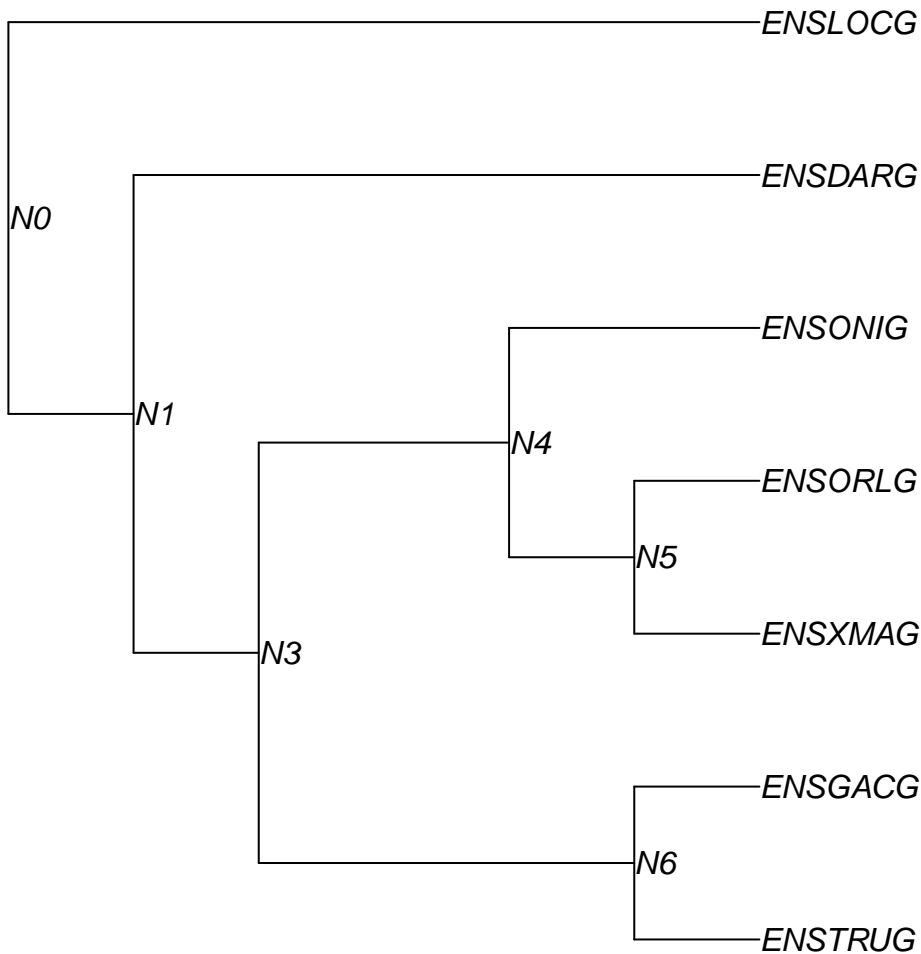 ENSLOCG
ENSDARG
N0
ENSONIG
N1
N4
ENSORLG
N5
ENSXMAG
N3
ENSGACG
N6
ENSTRUG